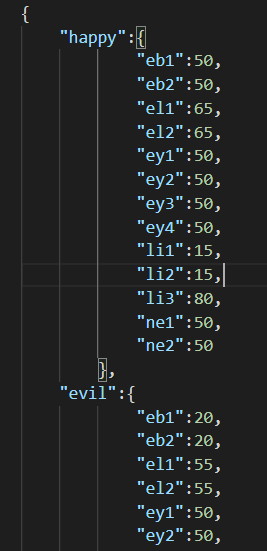 {
"happy":{
"eb1":50,
"eb2":50,
"el1":65,
"el2":65,
"ey1":50,
"ey2":50,
"ey3":50,
"ey4":50,
"li1":15,
"li2":15,
"li3":80,
"ne1":50,
"ne2":50
},
"evil":{
"eb1":20,
"eb2":20,
"el1":55,
"el2":55,
"ey1":50,
"ey2":50,